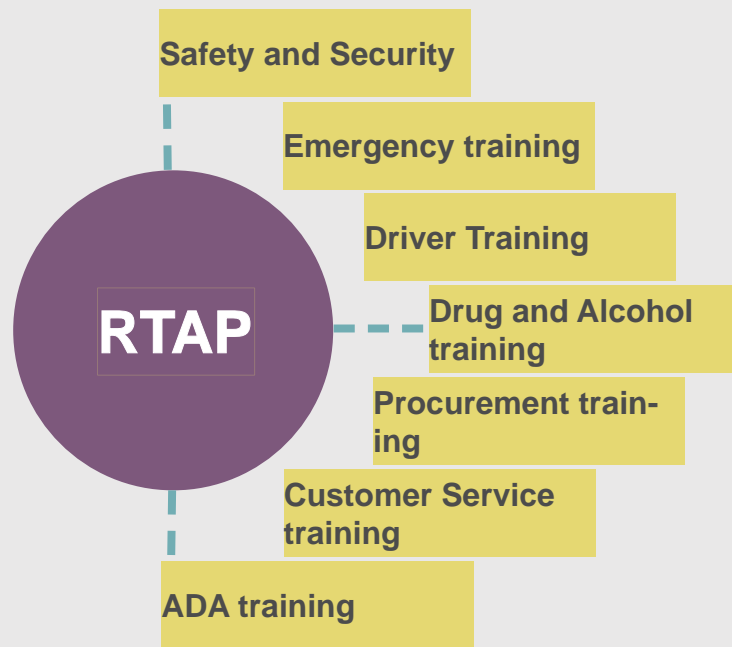 Safety and Security
Emergency training
Driver Training
RTAP
Drug and Alcohol
training
Procurement train-
ing
Customer Service
training
ADA training